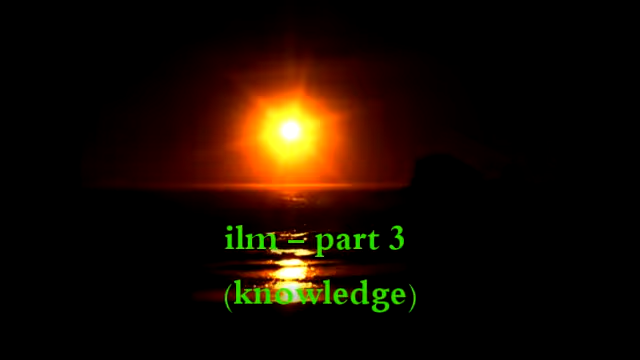 ilm – part 3
(knowledge)